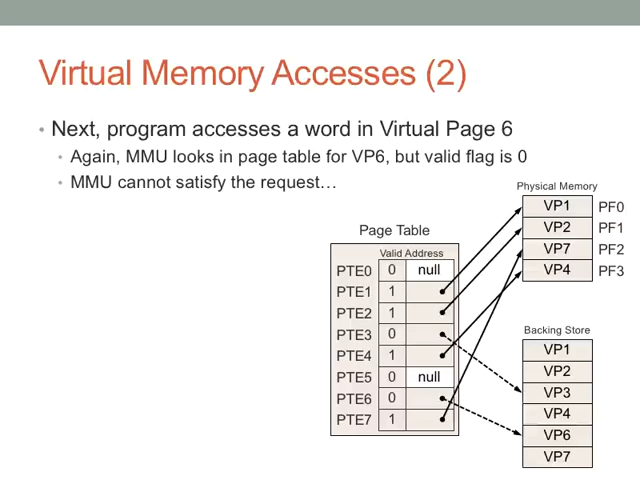 Virtual Memory Accesses (2)
• Next, program accesses a word in Virtual Page 6
• Again, MMU looks in page table for VP6, but valid flag is 0
• MMU cannot satisfy the request…
Physical Memory
VP1 PF0
VP2 PF1
VP7 PF2
VP4 PF3
Page Table
Valid Address
PTE0 0 null
PTE1 1
PTE2 1
PTE3 0
PTE4 1
PTE5 0 null
PTE6 0
PTE7 1
Backing Store
VP1
VP2
VP3
VP4
VP6
VP7